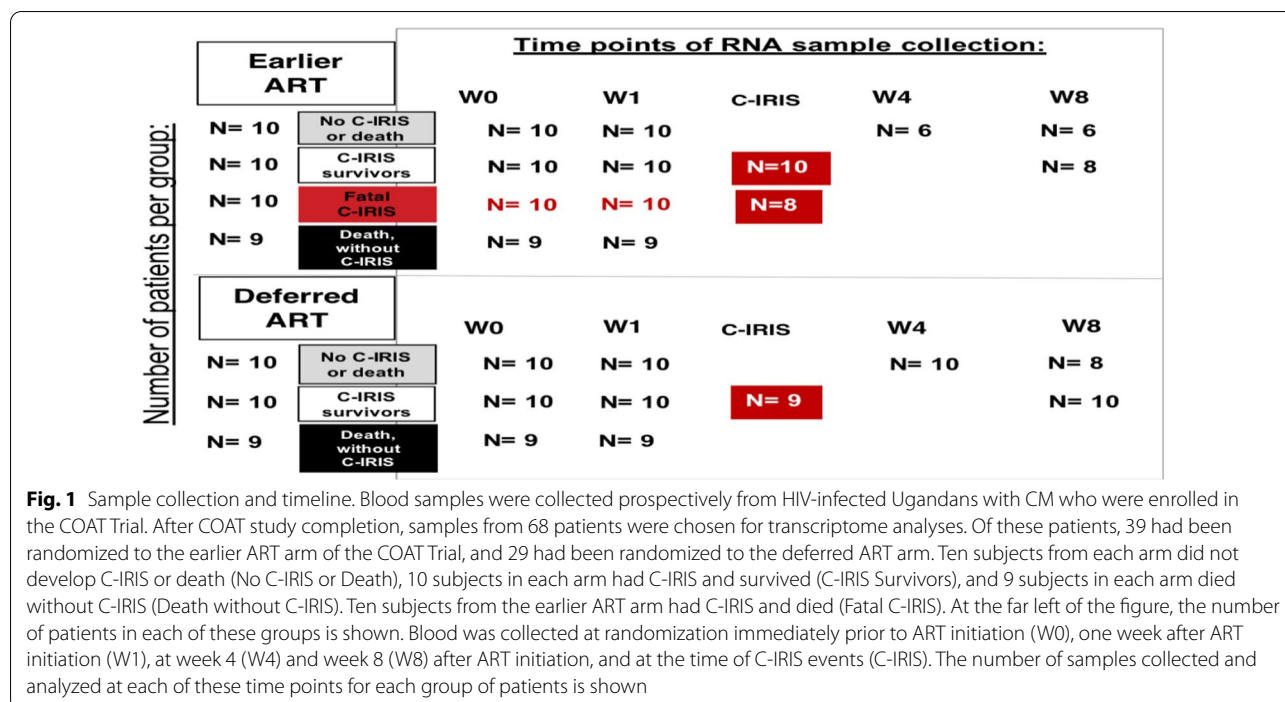 Time points of RNA sample collection:
Earlier
ART
W0 W1 C-IRIS W4 W8
Number of patients per group:
N= 10 No C-IRIS or death N= 10 N= 10 N= 6 N= 6
N= 10 C-IRIS survivors N= 10 N= 10 N=10 N= 8
N= 10 Fatal C-IRIS N= 10 N= 10 N=8
N= 9 Death, without C-IRIS N= 9 N= 9
Deferred
ART
W0 W1 C-IRIS W4 W8
N= 10 No C-IRIS or death N= 10 N= 10 N= 10 N= 8
N= 10 C-IRIS survivors N= 10 N= 10 N= 9 N= 10
N= 9 Death, without C-IRIS N= 9 N= 9
Fig. 1 Sample collection and timeline. Blood samples were collected prospectively from HIV-infected Ugandans with CM who were enrolled in
the COAT Trial. After COAT study completion, samples from 68 patients were chosen for transcriptome analyses. Of these patients, 39 had been
randomized to the earlier ART arm of the COAT Trial, and 29 had been randomized to the deferred ART arm. Ten subjects from each arm did not
develop C-IRIS or death (No C-IRIS or Death), 10 subjects in each arm had C-IRIS and survived (C-IRIS Survivors), and 9 subjects in each arm died
without C-IRIS (Death without C-IRIS). Ten subjects from the earlier ART arm had C-IRIS and died (Fatal C-IRIS). At the far left of the figure, the number
of patients in each of these groups is shown. Blood was collected at randomization immediately prior to ART initiation (W0), one week after ART
initiation (W1), at week 4 (W4) and week 8 (W8) after ART initiation, and at the time of C-IRIS events (C-IRIS). The number of samples collected and
analyzed at each of these time points for each group of patients is shown